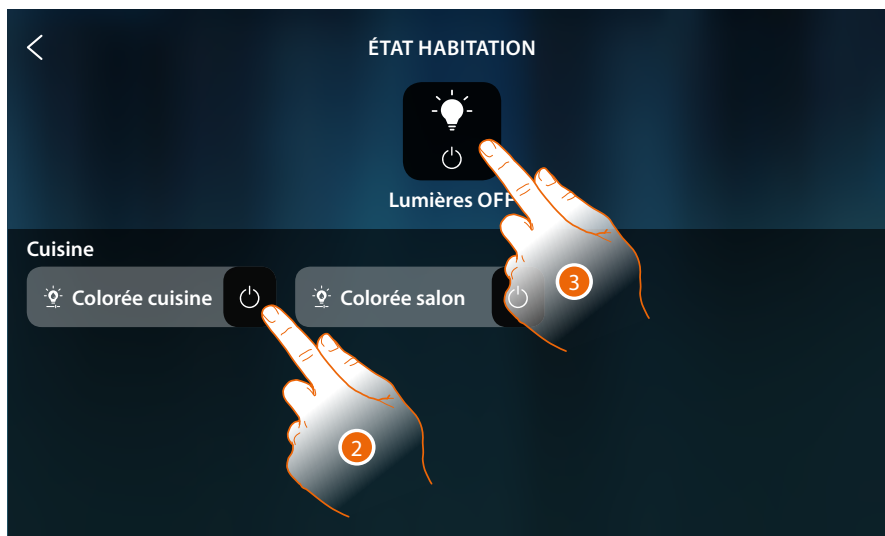 ÉTAT HABITATION
Lumières OFF
Cuisine
Colorée cuisine
Colorée salon
3
2